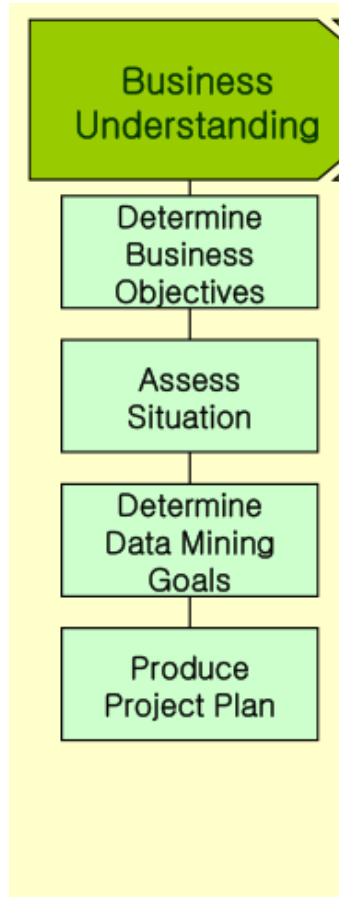 Business
Understanding
Determine
Business
Objectives
Assess
Situation
Determine
Data Mining
Goals
Produce
Project Plan